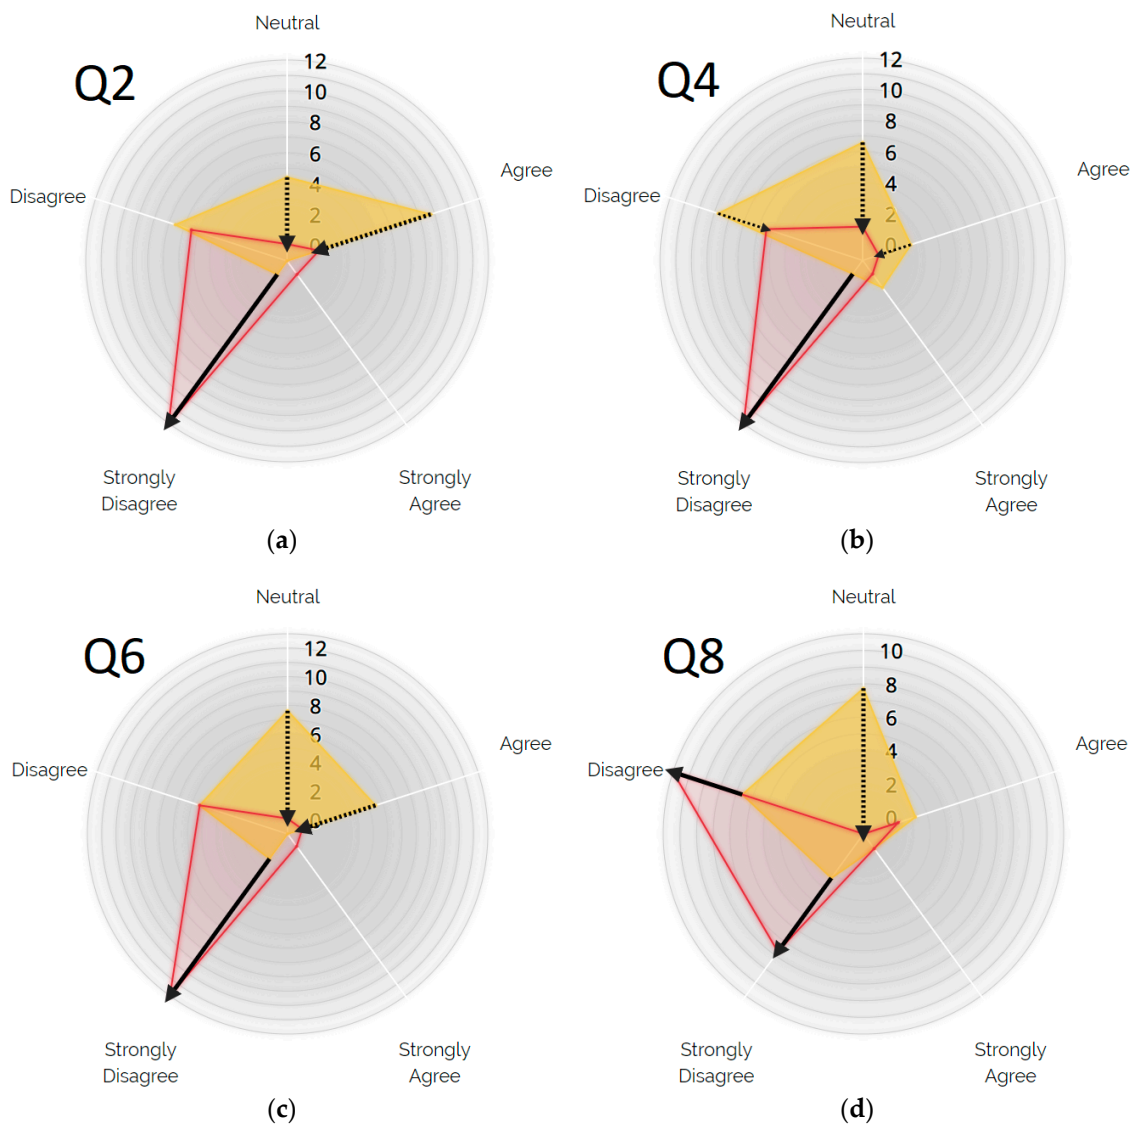 Neutral
Q2
12
10
8
6
4
2
0
Agree
Disagree
Strongly
Disagree
Strongly
Agree
(a)
Neutral
Q4
12
10
8
6
4
2
0
Agree
Disagree
Strongly
Disagree
Strongly
Agree
(b)
Neutral
Q6
12
10
8
6
4
2
0
Agree
Disagree
Strongly
Disagree
Strongly
Agree
(c)
Neutral
Q8
10
8
6
4
2
0
Agree
Disagree
Strongly
Disagree
Strongly
Agree
(d)